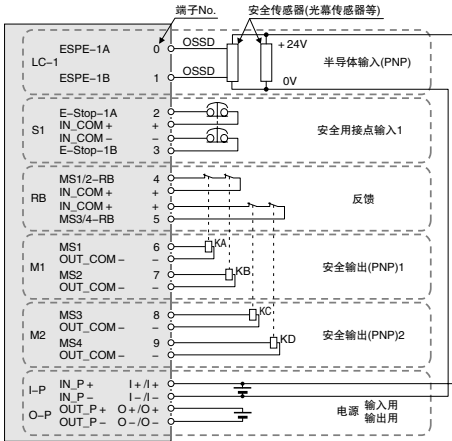 端子No. 安全传感器(光幕传感器等)
LC-1
ESPE-1A 0 OSSD
ESPE-1B 1 OSSD
+24V
0V
半导体输入(PNP)
S1
E-Stop-1A 2
IN_COM+ +
IN_COM- -
E-Stop-1B 3
安全用接点输入1
RB
MS1/2-RB 4
IN_COM+ +
IN_COM+ +
MS3/4-RB 5
反馈
M1
MS1 6 KA
OUT_COM- -
MS2 7 KB
OUT_COM- -
安全输出(PNP)1
M2
MS3 8 KC
OUT_COM- -
MS4 9 KD
OUT_COM- -
安全输出(PNP)2
I-P
IN_P+ I+/I+
IN_P- I-/I-
O-P
OUT_P+ O+/O+
OUT_P- O-/O-
电源 输入用
输出用